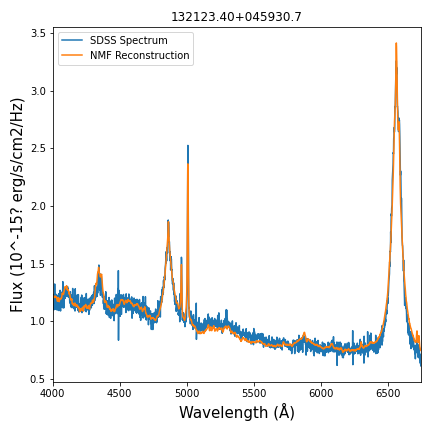 132123.40+045930.7
SDSS Spectrum
NMF Reconstruction
Flux (10^-15? erg/s/cm2/Hz)
3.5
3.0
2.5
2.0
1.5
1.0
0.5
4000 4500 5000 5500 6000 6500
Wavelength (Å)